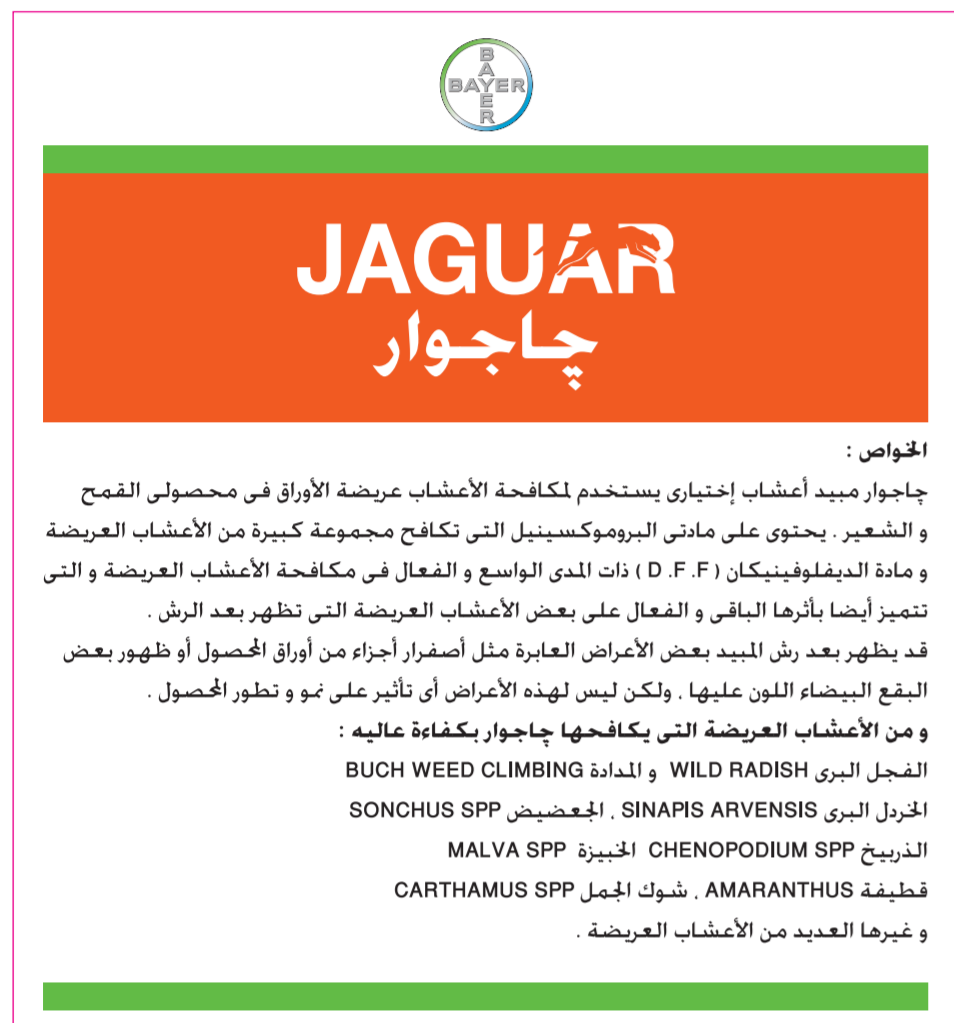 BAYER
BAYER
JAGUAR
چاجوار
الخواص :
چاجوار مبيد أعشاب إختيارى يستخدم لمكافحة الأعشاب عريضة الأوراق فى محصولى القمح
و الشعير . يحتوى على مادتى البروموكسينيل التى تكافح مجموعة كبيرة من الأعشاب العريضة
و مادة الديفلوفينيكان ( D .F .F ) ذات المدى الواسع و الفعال فى مكافحة الأعشاب العريضة و التى
تتميز أيضا بأثرها الباقى و الفعال على بعض الأعشاب العريضة التى تظهر بعد الرش .
قد يظهر بعد رش المبيد بعض الأعراض العابرة مثل أصفرار أجزاء من أوراق المحصول أو ظهور بعض
البقع البيضاء اللون عليها , ولكن ليس لهذه الأعراض أى تأثير على نمو و تطور المحصول .
و من الأعشاب العريضة التى يكافحها چاجوار بكفاءة عاليه :
الفجل البرى WILD RADISH و المدادة BUCH WEED CLIMBING
الخردل البرى SINAPIS ARVENSIS , الجعضيض SONCHUS SPP
الذربيخ CHENOPODIUM SPP الخبيزة MALVA SPP
قطيفة AMARANTHUS , شوك الجمل CARTHAMUS SPP
و غيرها العديد من الأعشاب العريضة .